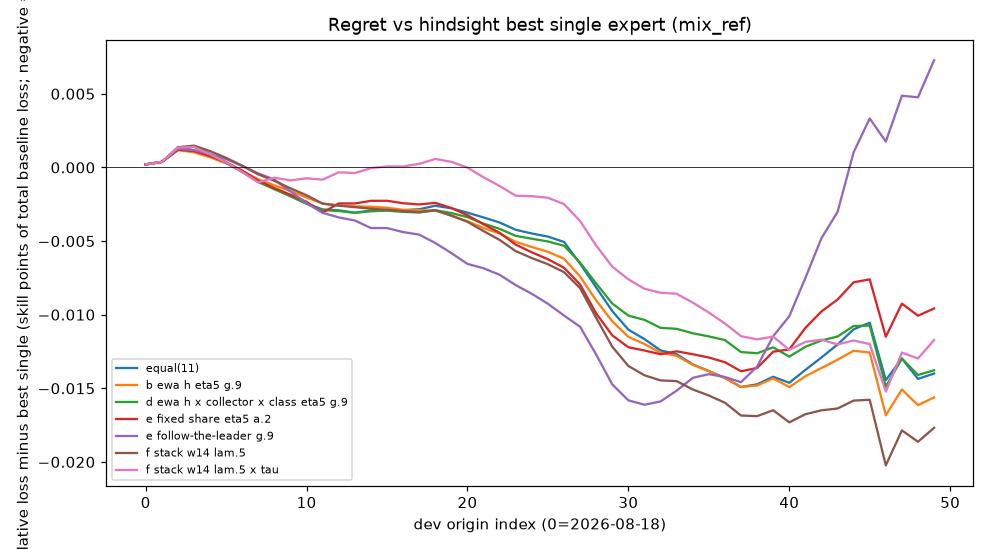 Regret vs hindsight best single expert (mix_ref)
lative loss minus best single (skill points of total baseline loss; negative
0.005
0.000
−0.005
−0.010
−0.015
−0.020
equal(11)
b ewa h eta5 g.9
d ewa h x collector x class eta5 g.9
e fixed share eta5 a.2
e follow-the-leader g.9
f stack w14 lam.5
f stack w14 lam.5 x tau
0
10
20
30
40
50
dev origin index (0=2026-08-18)